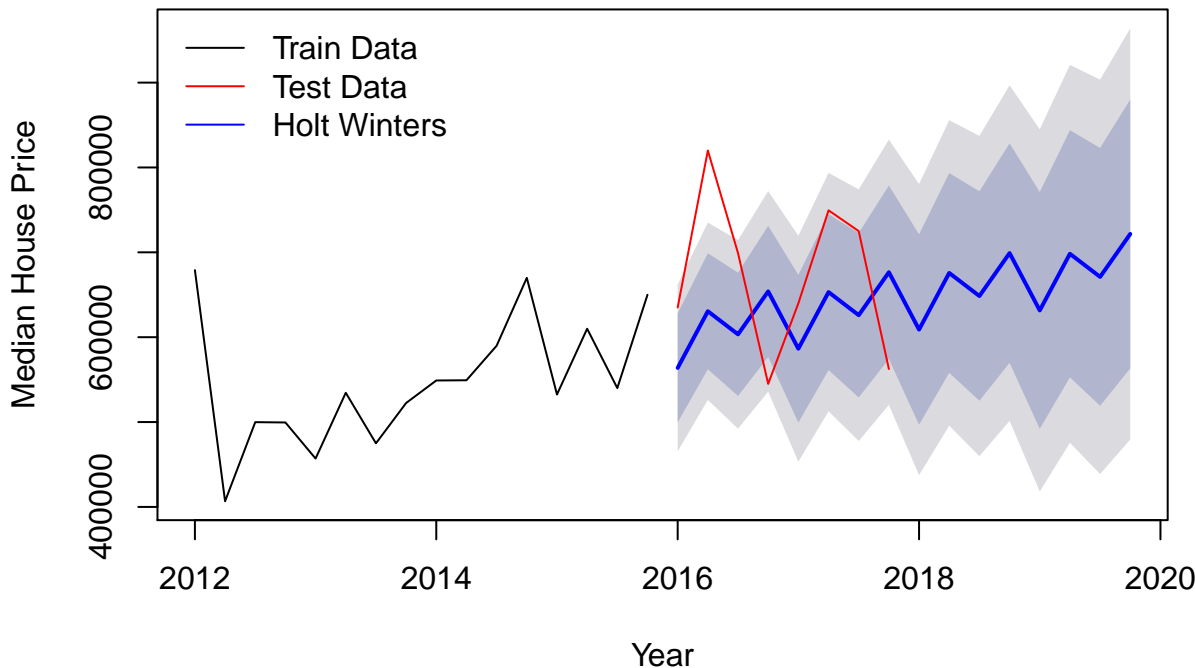 Train Data
Test Data
Holt Winters
Median House Price
800000
600000
400000
2012 2014 2016 2018 2020
Year